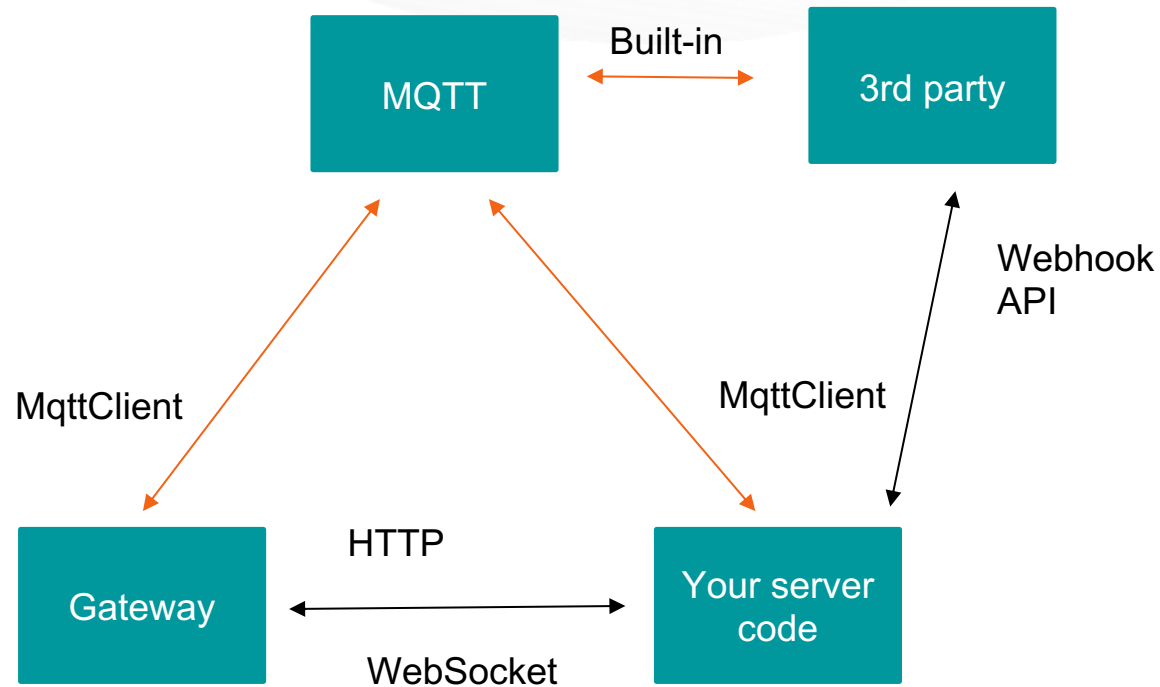 Built-in
MQTT
3rd party
Webhook
API
MqttClient
MqttClient
HTTP
Gateway
Your server
code
WebSocket